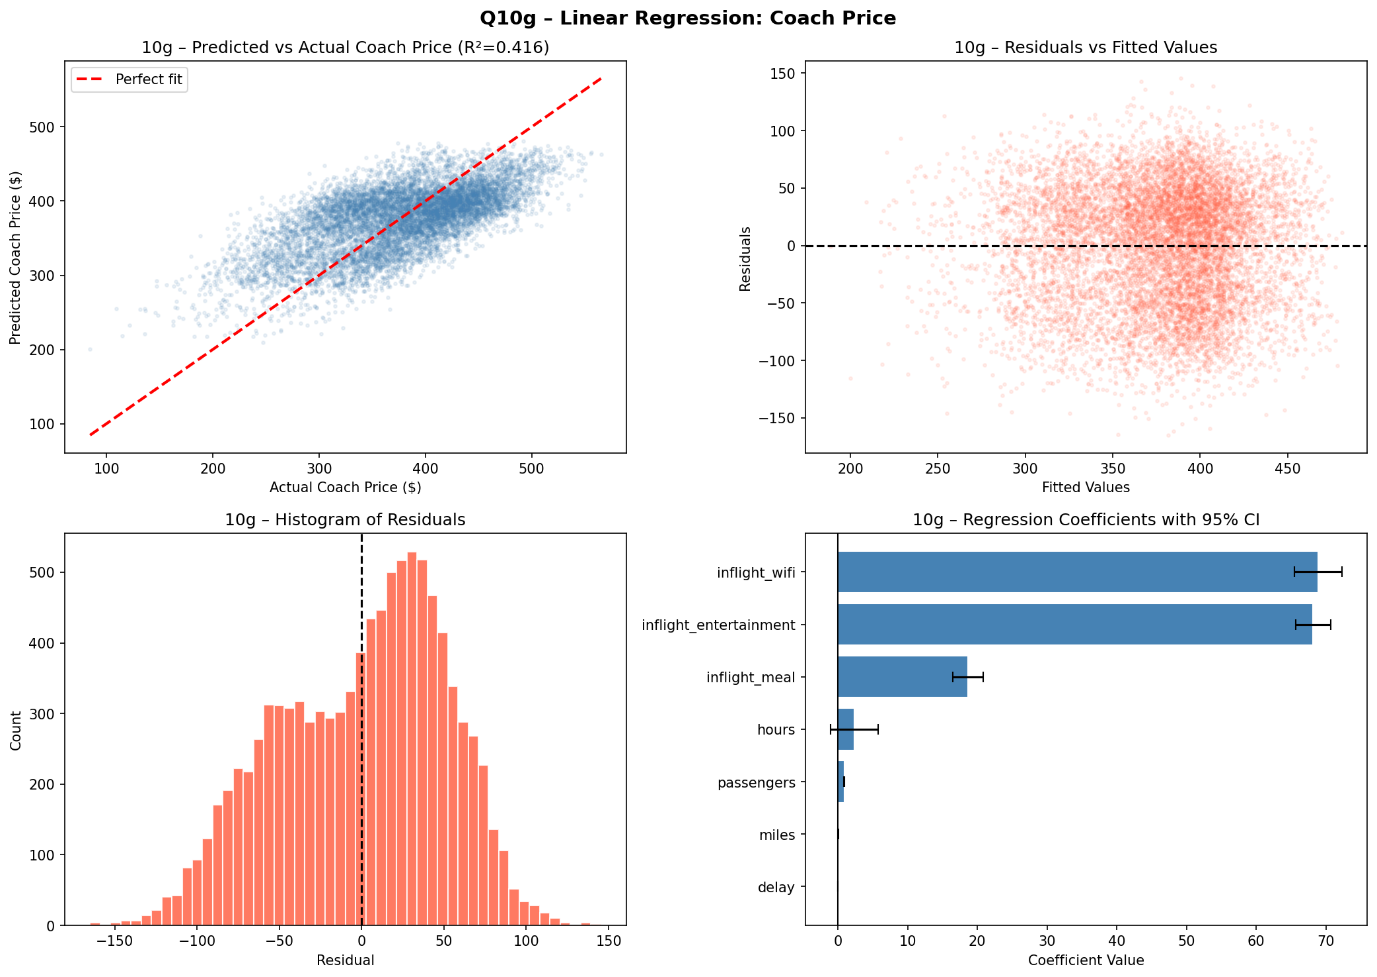 Q10g – Linear Regression: Coach Price
10g – Predicted vs Actual Coach Price (R²=0.416)
Perfect fit
Predicted Coach Price ($)
500
400
300
200
100
100 200 300 400 500
Actual Coach Price ($)
10g – Residuals vs Fitted Values
Residuals
150
100
50
0
−50
−100
−150
200 250 300 350 400 450
Fitted Values
10g – Histogram of Residuals
Count
500
400
300
200
100
0
−150 −100 −50 0 50 100 150
Residual
10g – Regression Coefficients with 95% CI
inflight_wifi
inflight_entertainment
inflight_meal
hours
passengers
miles
delay
0 10 20 30 40 50 60 70
Coefficient Value